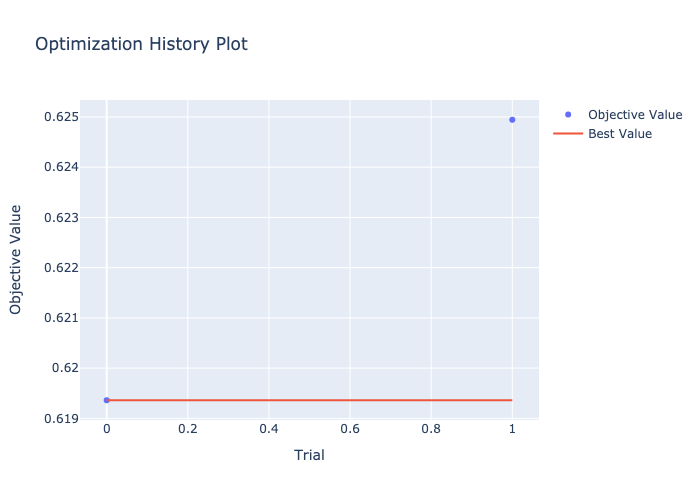 Optimization History Plot
Objective Value
Best Value
0.625
0.624
0.623
0.622
0.621
0.62
0.619
Objective Value
0
0.2
0.4
0.6
0.8
1
Trial